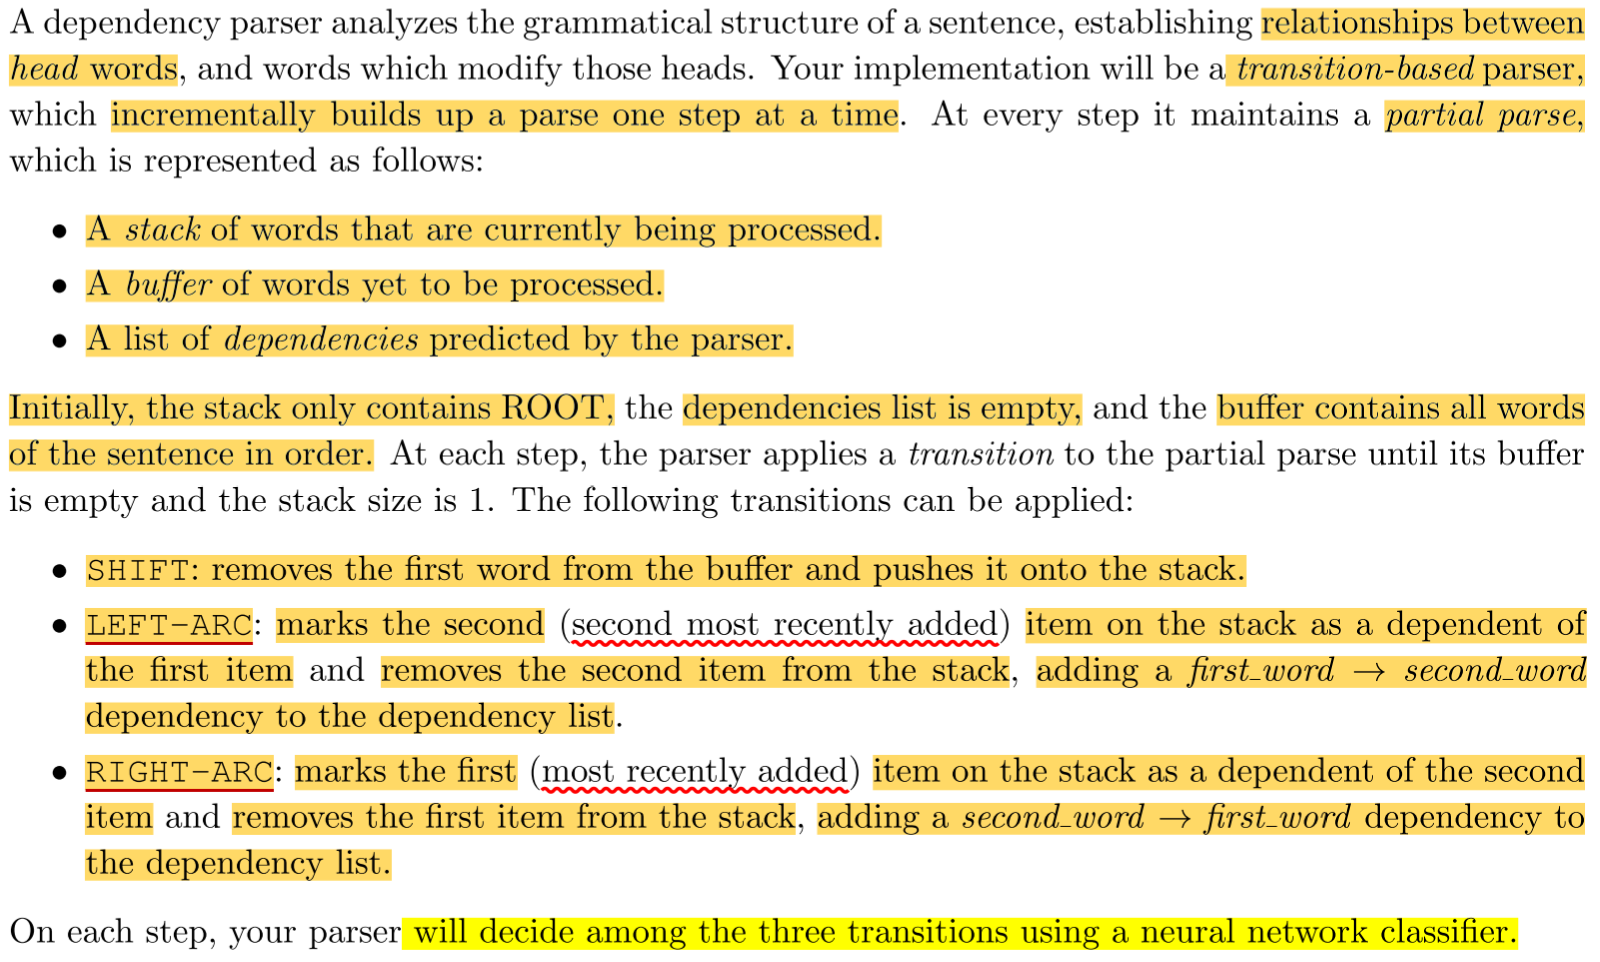 A dependency parser analyzes the grammatical structure of a sentence, establishing relationships between
head words, and words which modify those heads. Your implementation will be a transition-based parser,
which incrementally builds up a parse one step at a time. At every step it maintains a partial parse,
which is represented as follows:
• A stack of words that are currently being processed.
• A buffer of words yet to be processed.
• A list of dependencies predicted by the parser.
Initially, the stack only contains ROOT, the dependencies list is empty, and the buffer contains all words
of the sentence in order. At each step, the parser applies a transition to the partial parse until its buffer
is empty and the stack size is 1. The following transitions can be applied:
• SHIFT: removes the first word from the buffer and pushes it onto the stack.
• LEFT-ARC: marks the second (second most recently added) item on the stack as a dependent of
the first item and removes the second item from the stack, adding a first_word → second_word
dependency to the dependency list.
• RIGHT-ARC: marks the first (most recently added) item on the stack as a dependent of the second
item and removes the first item from the stack, adding a second_word → first_word dependency to
the dependency list.
On each step, your parser will decide among the three transitions using a neural network classifier.